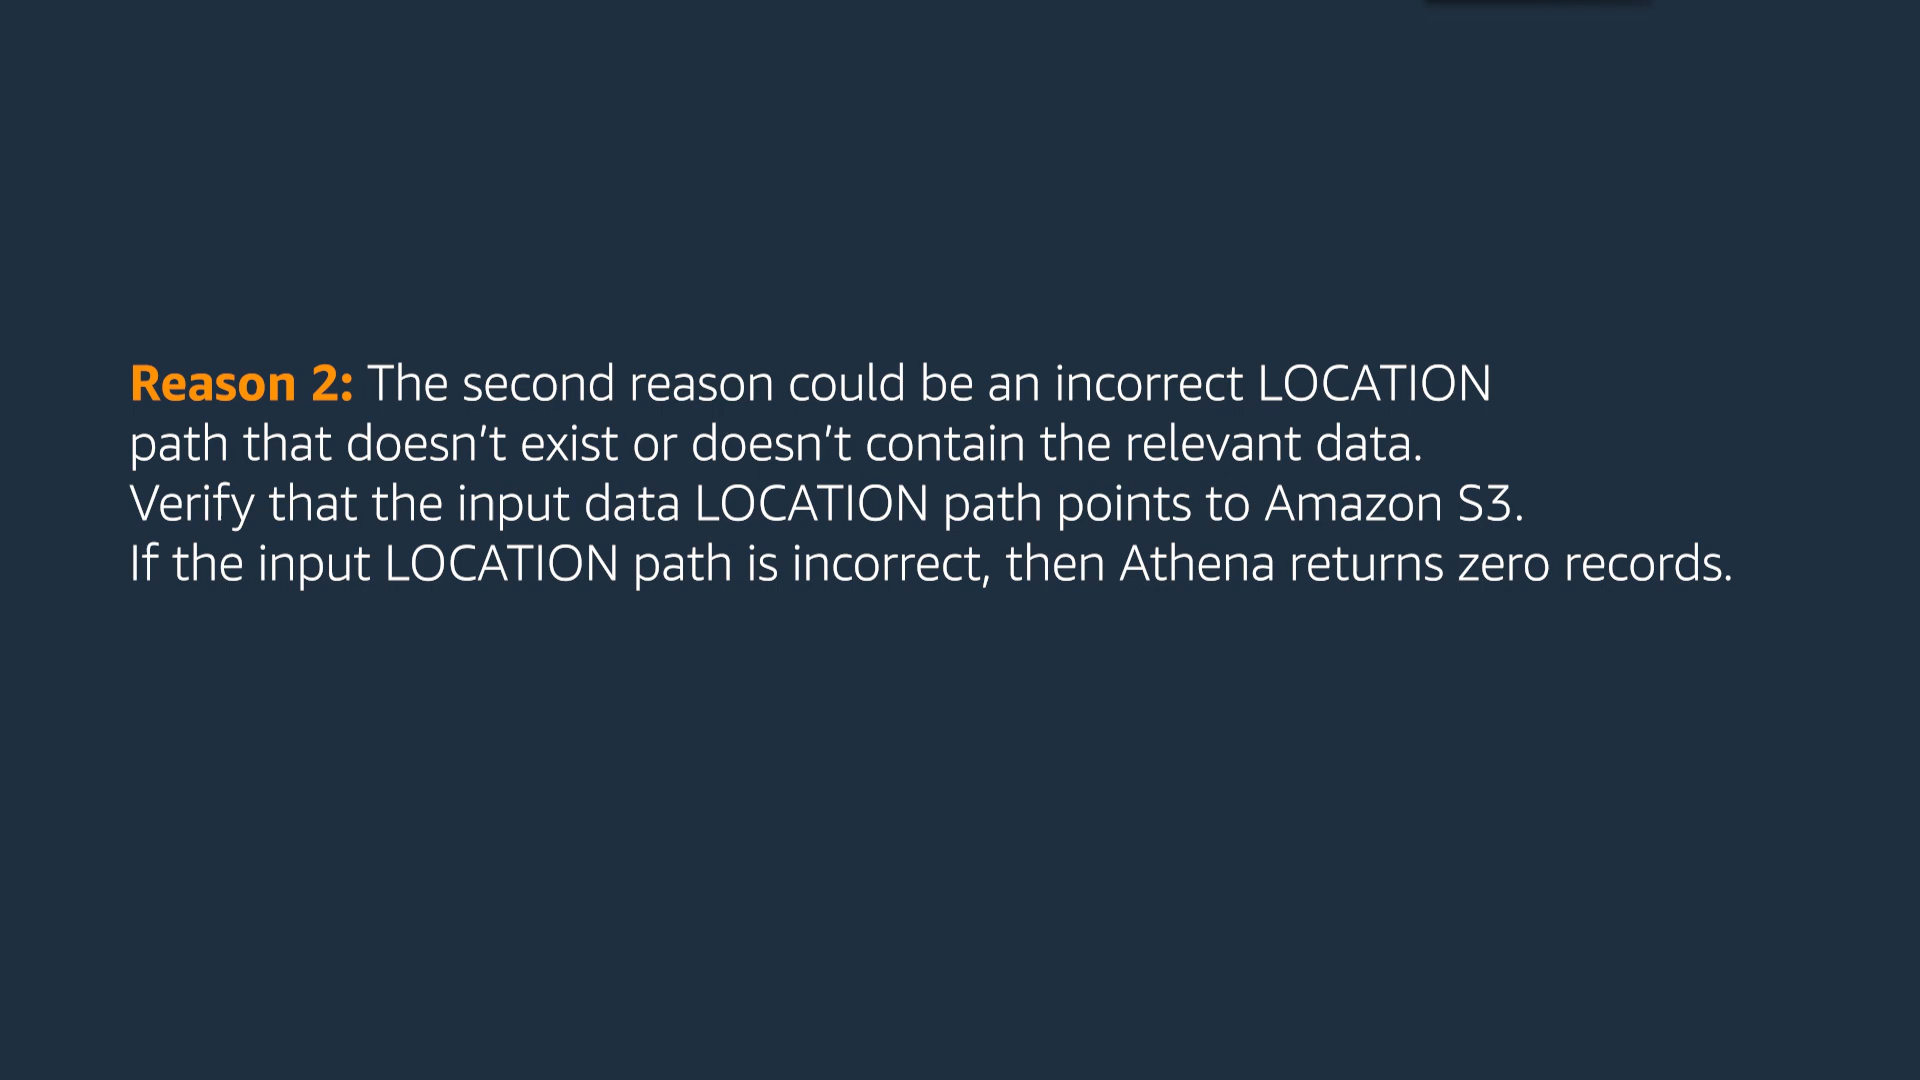 Reason 2: The second reason could be an incorrect LOCATION
path that doesn’t exist or doesn’t contain the relevant data.
Verify that the input data LOCATION path points to Amazon S3.
If the input LOCATION path is incorrect, then Athena returns zero records.